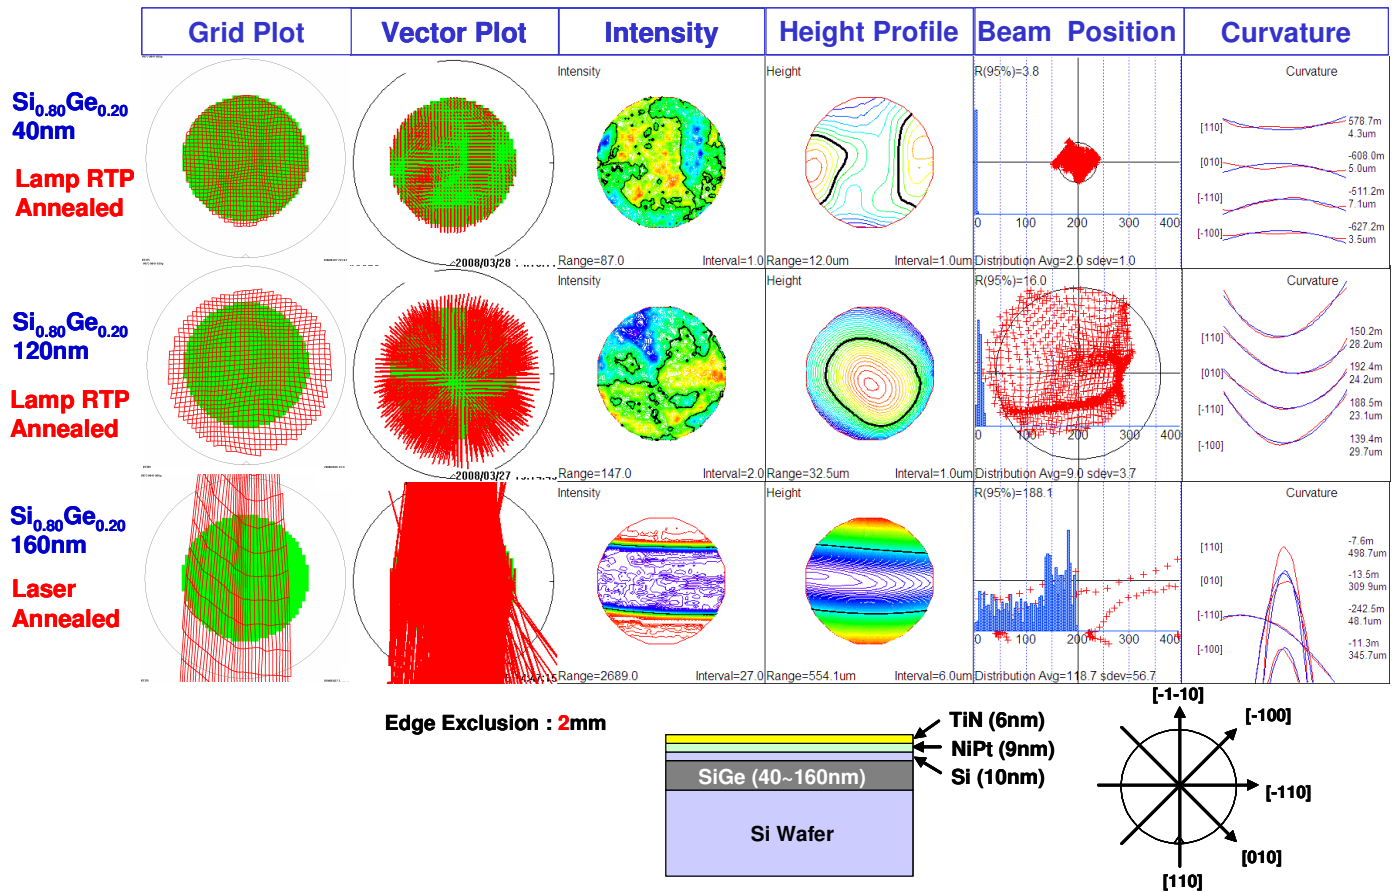 Grid Plot
Vector Plot
Intensity
Height Profile
Beam Position
Curvature
Si0.80Ge0.20
40nm
Lamp RTP
Annealed
2008/03/28
Intensity
Range=87.0 Interval=1.0
Height
Range=12.0um Interval=1.0um
R(95%)=3.8
0 100 200 300 400
Distribution Avg=2.0 sdev=1.0
Curvature
[110]
578.7m
4.3um
[010]
-608.0m
5.0um
[-110]
-511.2m
7.1um
[-100]
-627.2m
3.5um
Si0.80Ge0.20
120nm
Lamp RTP
Annealed
2008/03/27
Intensity
Range=147.0 Interval=2.0
Height
Range=32.5um Interval=1.0um
R(95%)=16.0
0 100 200 300 400
Distribution Avg=9.0 sdev=3.7
Curvature
[110]
150.2m
28.2um
[010]
192.4m
24.2um
[-110]
188.5m
23.1um
[-100]
139.4m
29.7um
Si0.80Ge0.20
160nm
Laser
Annealed
Intensity
Range=2689.0 Interval=27.0
Height
Range=554.1um Interval=6.0um
R(95%)=188.1
0 100 200 300 400
Distribution Avg=118.7 sdev=56.7
Curvature
[110]
-7.6m
498.7um
[010]
-13.5m
309.9um
[-110]
-242.5m
48.1um
[-100]
-11.3m
345.7um
Edge Exclusion : 2mm
TiN (6nm)
NiPt (9nm)
Si (10nm)
SiGe (40~160nm)
Si Wafer
[-1-10]
[-100]
[-110]
[010]
[110]